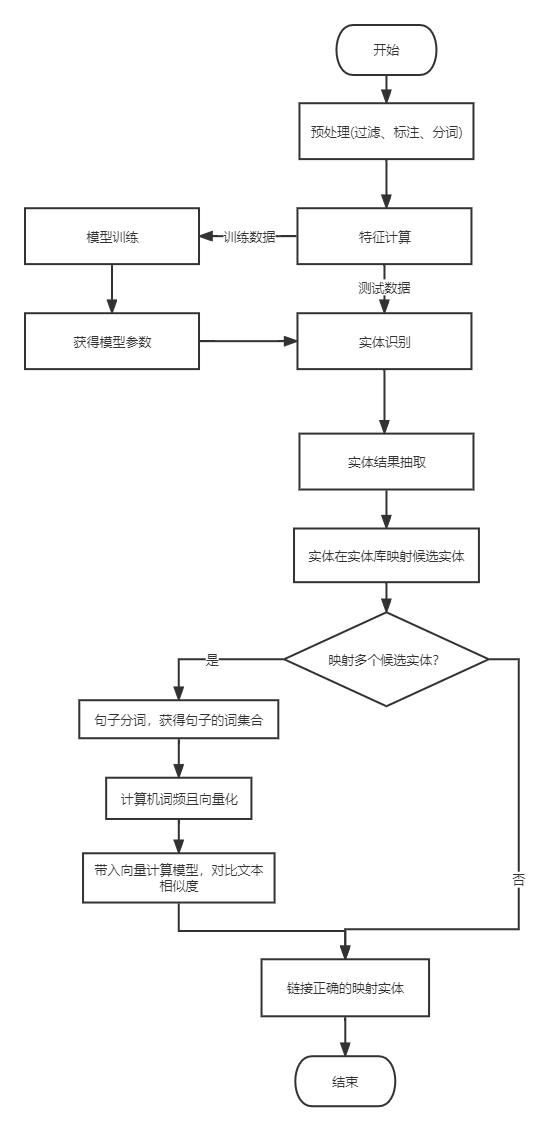 开始
预处理(过滤、标注、分词)
模型训练
训练数据
特征计算
测试数据
获得模型参数
实体识别
实体结果抽取
实体在实体库映射候选实体
映射多个候选实体?
是
句子分词，获得句子的词集合
计算机词频且向量化
带入向量计算模型，对比文本
相似度
否
链接正确的映射实体
结束